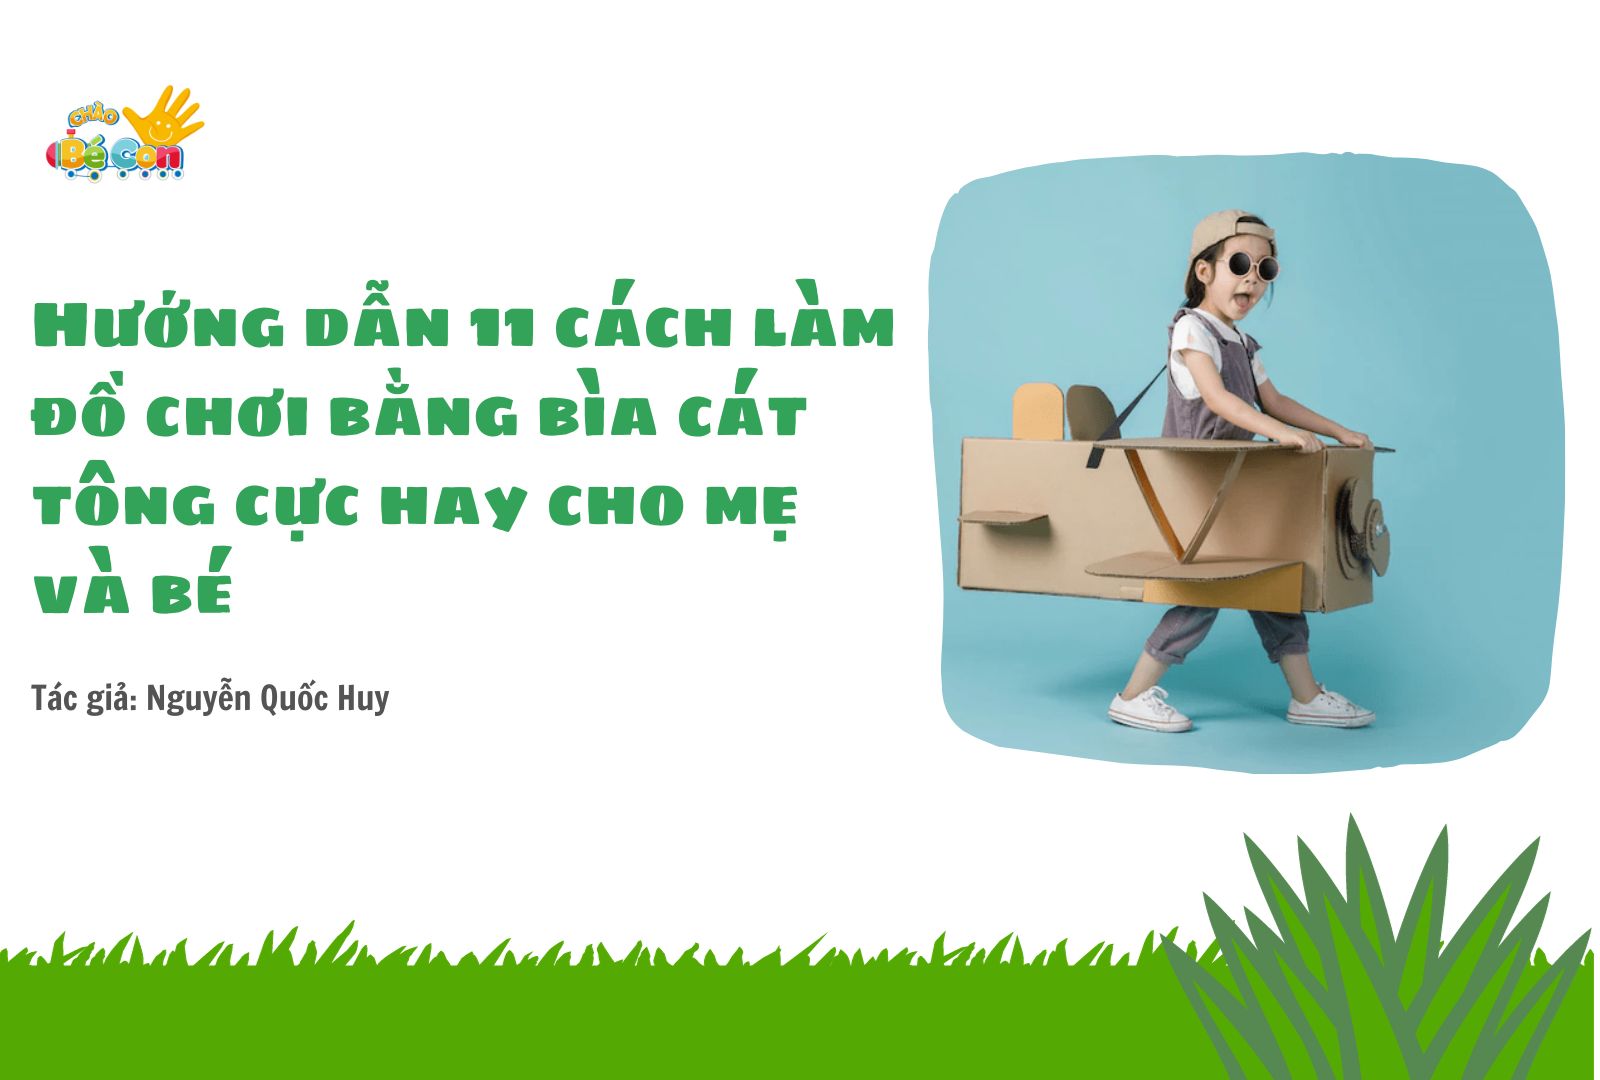 CHÀO
Bé Con
Hướng dẫn 11 cách làm
đồ chơi bằng bìa cát
tông cực hay cho mẹ
và bé
Tác giả: Nguyễn Quốc Huy